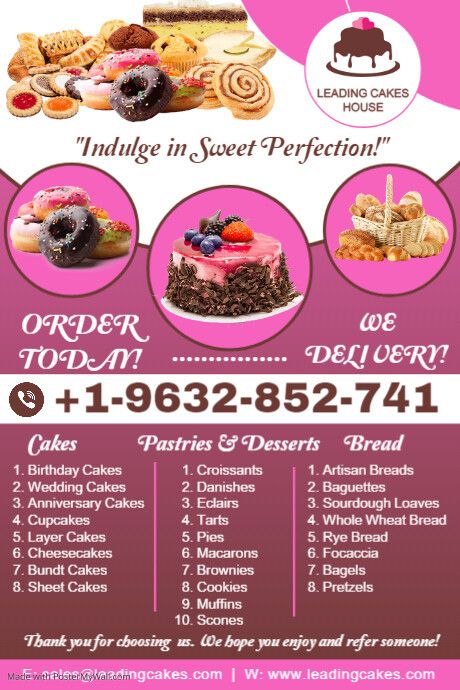 LEADING CAKES
HOUSE
"Indulge in Sweet Perfection!"
ORDER
TODAY!
WE
DELIVERY!
+1-9632-852-741
Cakes
1. Birthday Cakes
2. Wedding Cakes
3. Anniversary Cakes
4. Cupcakes
5. Layer Cakes
6. Cheesecakes
7. Bundt Cakes
8. Sheet Cakes
Pastries & Desserts
1. Croissants
2. Danishes
3. Eclairs
4. Tarts
5. Pies
6. Macarons
7. Brownies
8. Cookies
9. Muffins
10. Scones
Bread
1. Artisan Breads
2. Baguettes
3. Sourdough Loaves
4. Whole Wheat Bread
5. Rye Bread
6. Focaccia
7. Bagels
8. Pretzels
Thank you for choosing us. We hope you enjoy and refer someone!
E: sales@leadingcakes.com | W: www.leadingcakes.com
Made with PosterMyWall.com